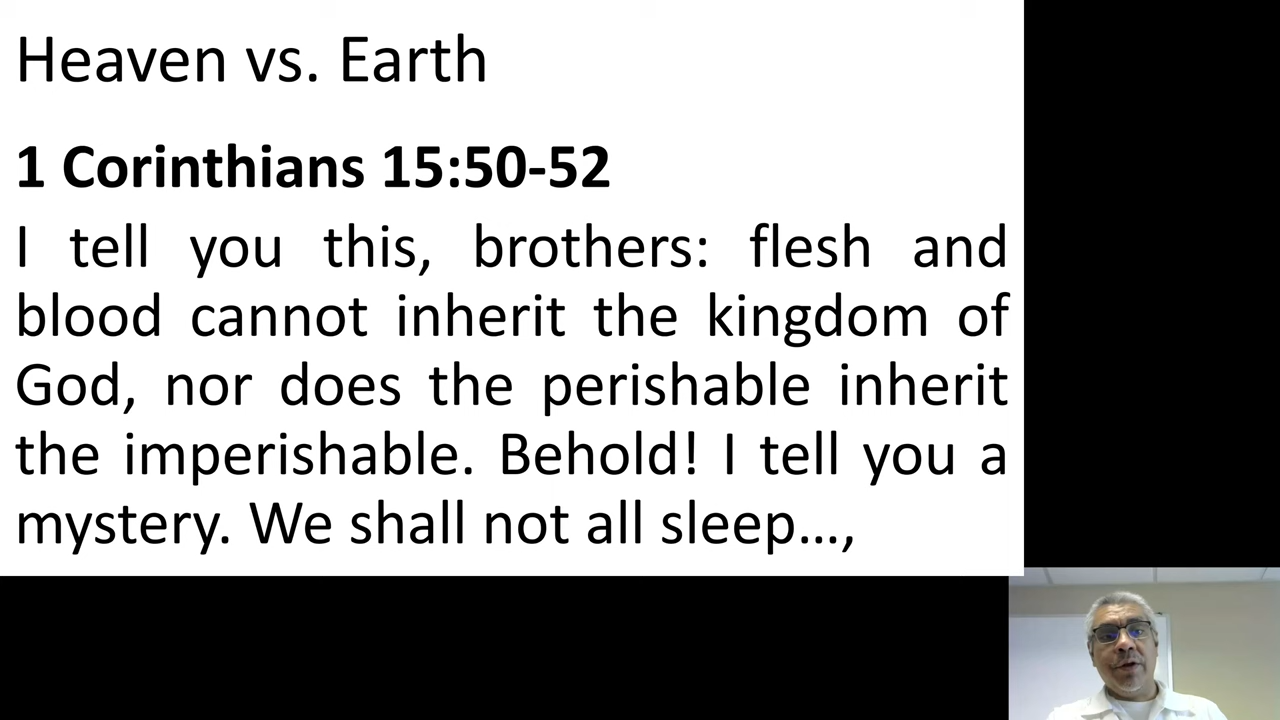 Heaven vs. Earth
1 Corinthians 15:50-52
I tell you this, brothers: flesh and
blood cannot inherit the kingdom of
God, nor does the perishable inherit
the imperishable. Behold! I tell you a
mystery. We shall not all sleep...,